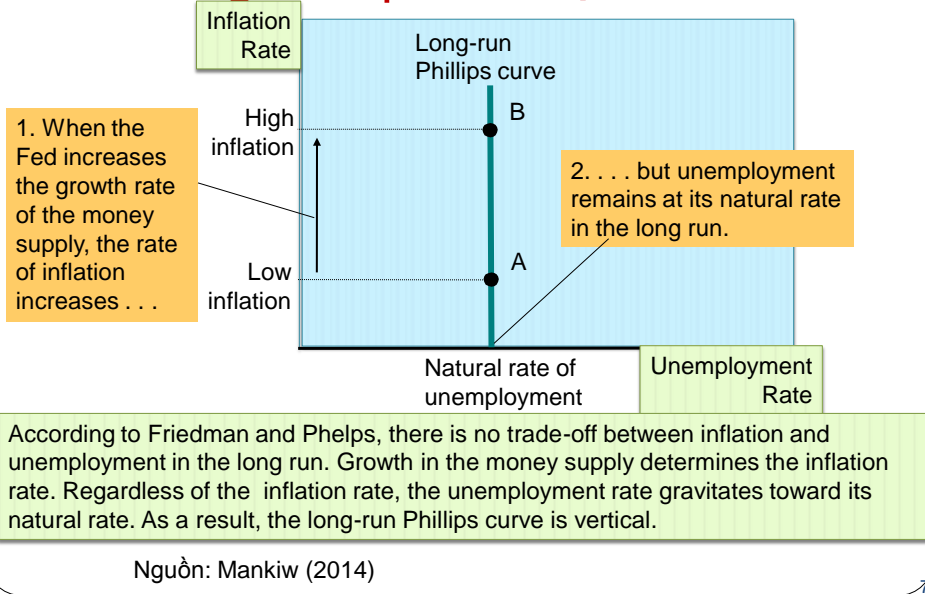 Inflation
Rate
Long-run
Phillips curve
B
High
inflation
1. When the
Fed increases
the growth rate
of the money
supply, the rate
of inflation
increases . . .
2. . . . but unemployment
remains at its natural rate
in the long run.
A
Low
inflation
Natural rate of
unemployment
Unemployment
Rate
According to Friedman and Phelps, there is no trade-off between inflation and
unemployment in the long run. Growth in the money supply determines the inflation
rate. Regardless of the inflation rate, the unemployment rate gravitates toward its
natural rate. As a result, the long-run Phillips curve is vertical.
Nguồn: Mankiw (2014)